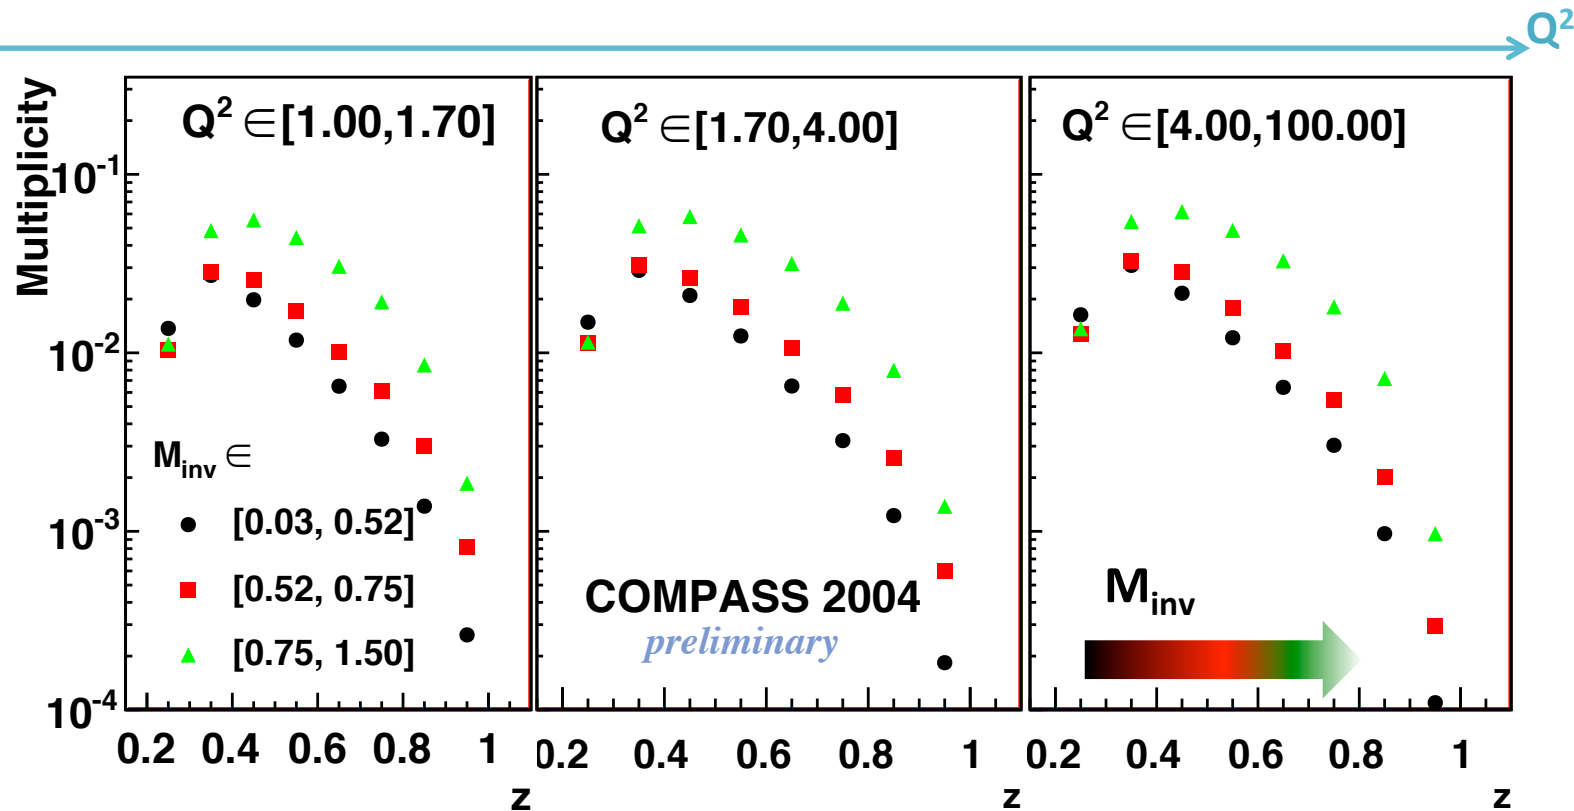 Q²
Multiplicity
Q² ∈[1.00,1.70]
Q² ∈[1.70,4.00]
Q² ∈[4.00,100.00]
10⁻¹
10⁻²
10⁻³
10⁻⁴
M_inv ∈
[0.03, 0.52]
[0.52, 0.75]
[0.75, 1.50]
COMPASS 2004
preliminary
M_inv
0.2 0.4 0.6 0.8 1
0.2 0.4 0.6 0.8 1
0.2 0.4 0.6 0.8 1
z
z
z